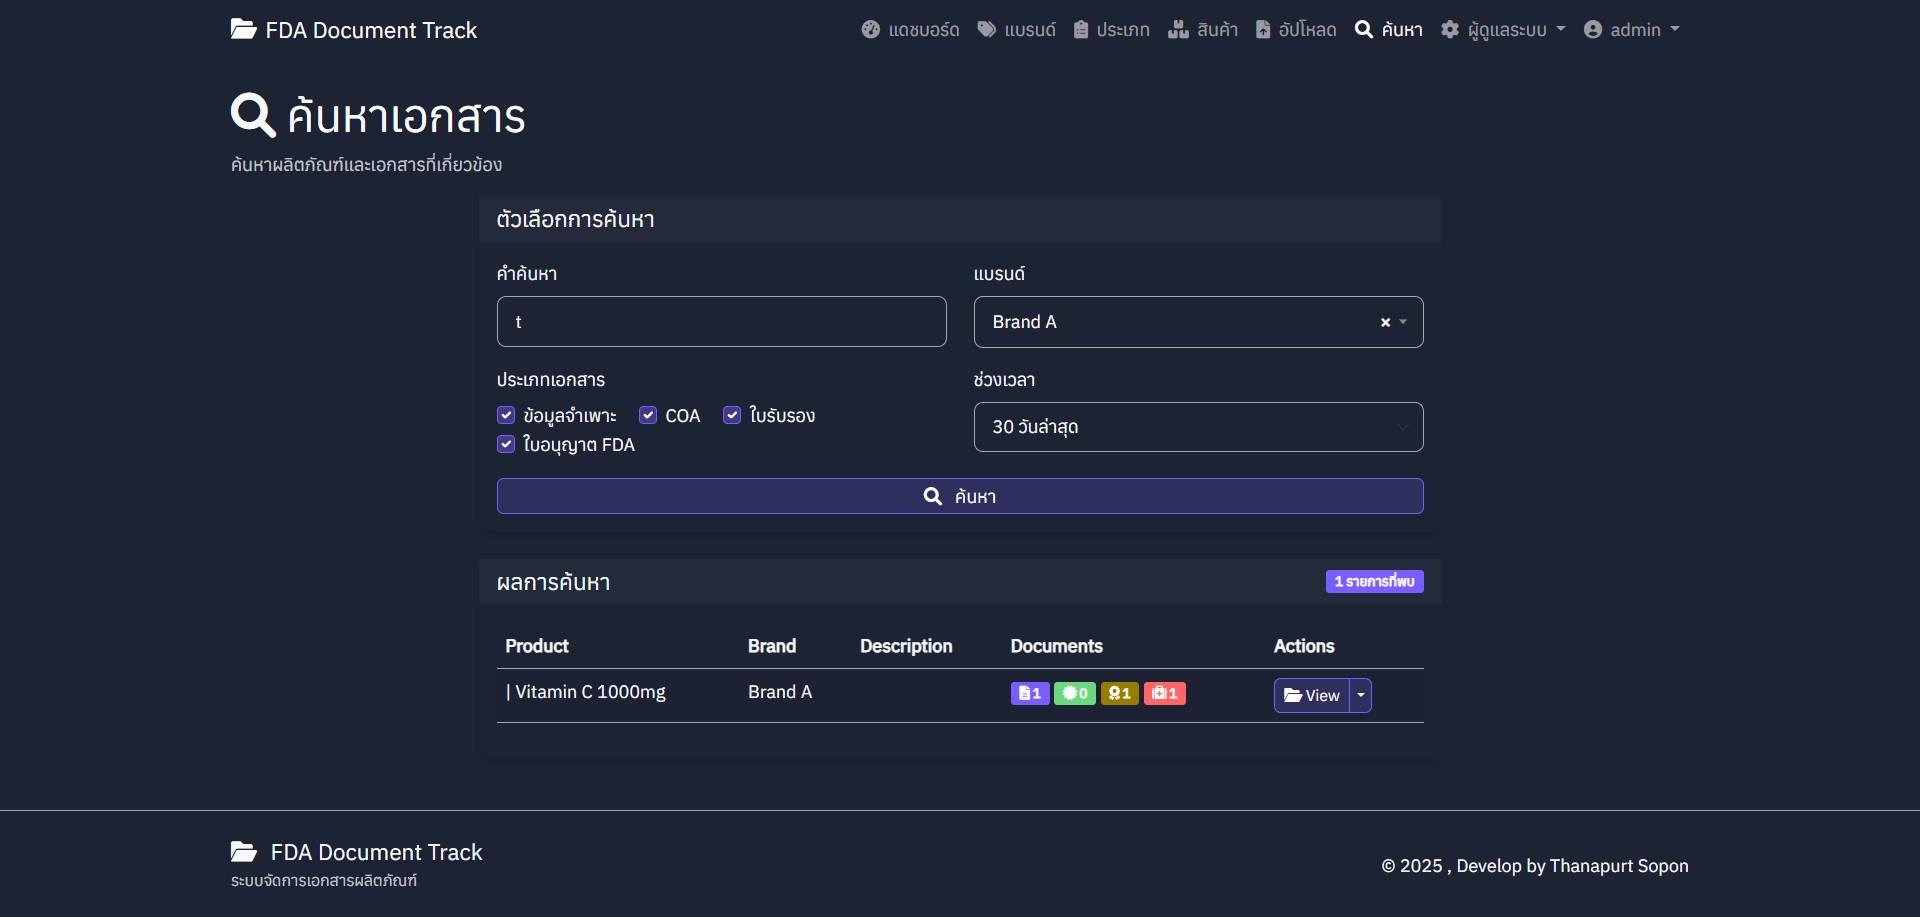 FDA Document Track
แดชบอร์ด แบรนด์ ประเภท สินค้า อัปโหลด ค้นหา ผู้ดูแลระบบ admin
ค้นหาเอกสาร
ค้นหาผลิตภัณฑ์และเอกสารที่เกี่ยวข้อง
ตัวเลือกการค้นหา
คำค้นหา
t
แบรนด์
Brand A ×
ประเภทเอกสาร
ข้อมูลจำเพาะ COA ใบรับรอง
ใบอนุญาต FDA
ช่วงเวลา
30 วันล่าสุด
ค้นหา
ผลการค้นหา 1 รายการที่พบ
Product Brand Description Documents Actions
| Vitamin C 1000mg Brand A 1 0 1 1 View
FDA Document Track
ระบบจัดการเอกสารผลิตภัณฑ์
© 2025 , Develop by Thanapurt Sopon